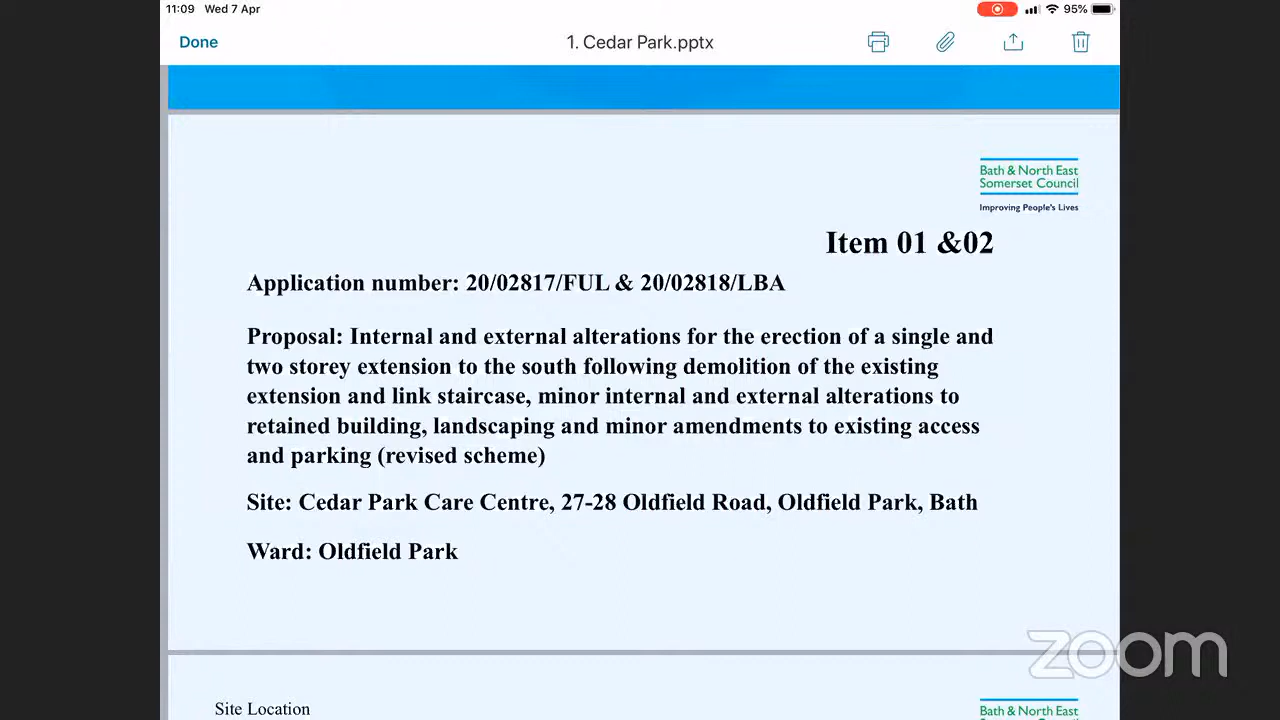 11:09 Wed 7 Apr
95%
Done
1. Cedar Park.pptx
Bath & North East
Somerset Council
Improving People's Lives
Item 01 &02
Application number: 20/02817/FUL & 20/02818/LBA
Proposal: Internal and external alterations for the erection of a single and
two storey extension to the south following demolition of the existing
extension and link staircase, minor internal and external alterations to
retained building, landscaping and minor amendments to existing access
and parking (revised scheme)
Site: Cedar Park Care Centre, 27-28 Oldfield Road, Oldfield Park, Bath
Ward: Oldfield Park
zoom
Site Location
Bath & North East